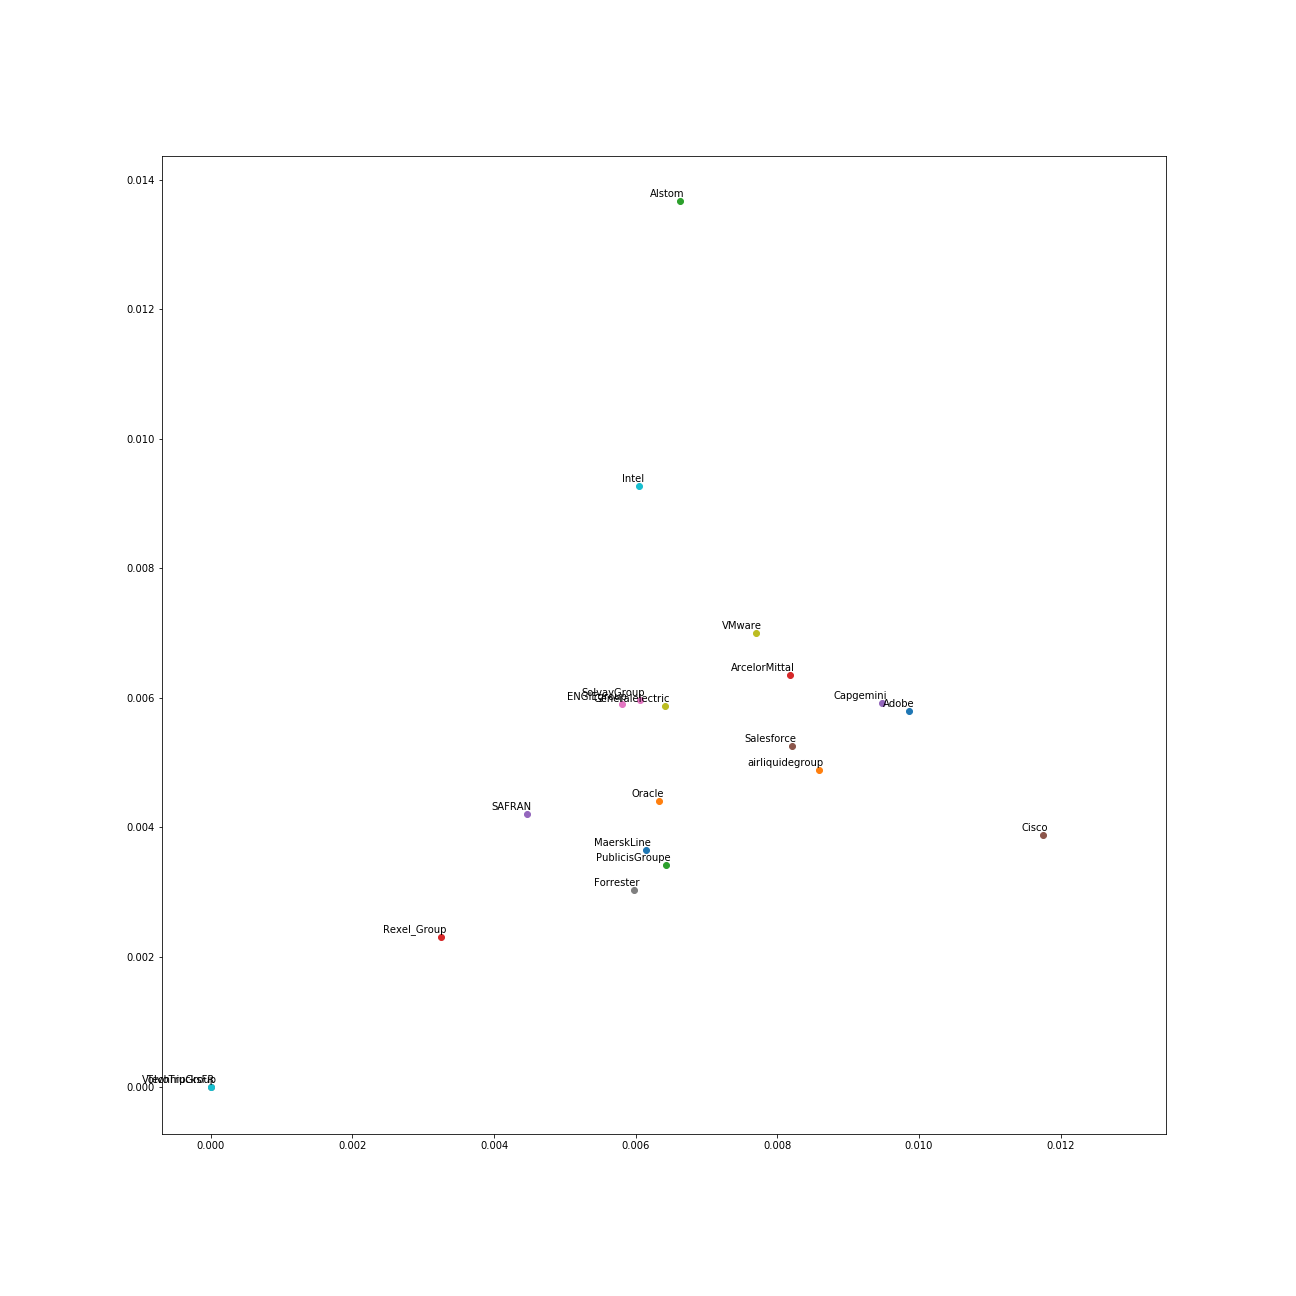 0.014
Alstom
0.012
0.010
Intel
0.008
VMware
ArcelorMittal
0.006
SolvayGroup
Generalelectric
Capgemini
Adobe
Salesforce
airliquidegroup
Oracle
SAFRAN
0.004
Cisco
MaerskLine
PublicisGroupe
Forrester
Rexel_Group
0.002
0.000
0.000 0.002 0.004 0.006 0.008 0.010 0.012